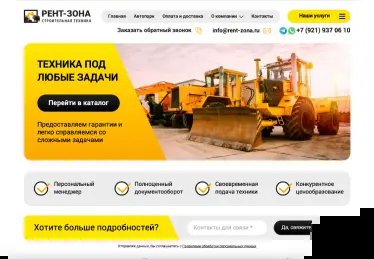 РЕНТ-ЗОНА
СТРОИТЕЛЬНАЯ ТЕХНИКА
Главная Автопарк Оплата и доставка О компании Контакты
Наши услуги
Заказать обратный звонок info@rent-zona.ru +7 (921) 937 06 10
ТЕХНИКА ПОД
ЛЮБЫЕ ЗАДАЧИ
Перейти в каталог
Предоставляем гарантии и
легко справляемся со
сложными задачами
Персональный
менеджер
Полноценный
документооборот
Своевременная
подача техники
Конкурентное
ценообразование
Хотите больше подробностей?
Контакты для связи *
Да, свяжитесь
Отправляя данные, Вы соглашаетесь с